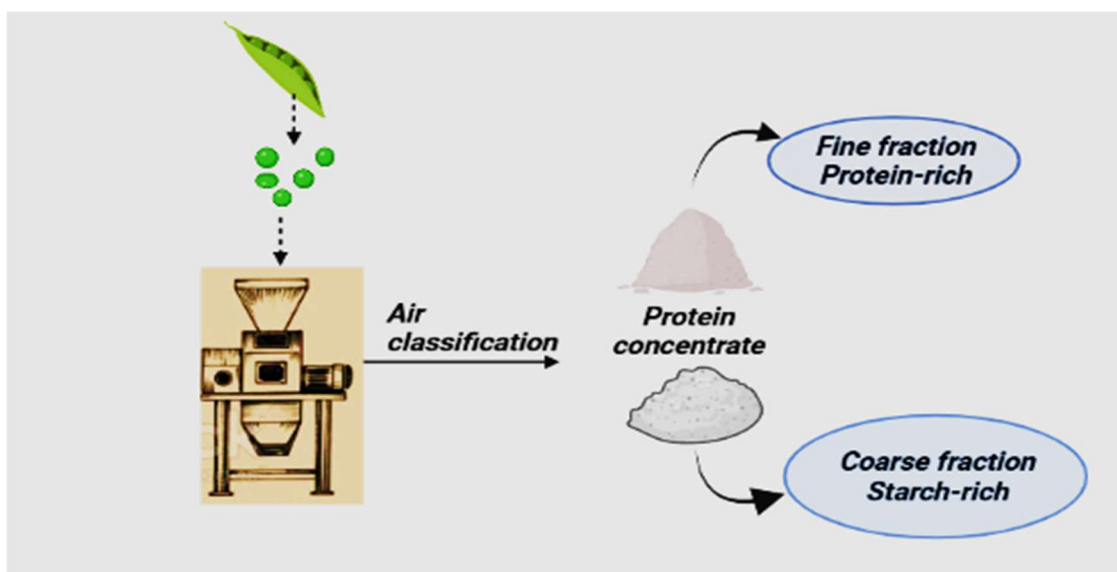 Fine fraction
Protein-rich
Air
classification
Protein
concentrate
Coarse fraction
Starch-rich